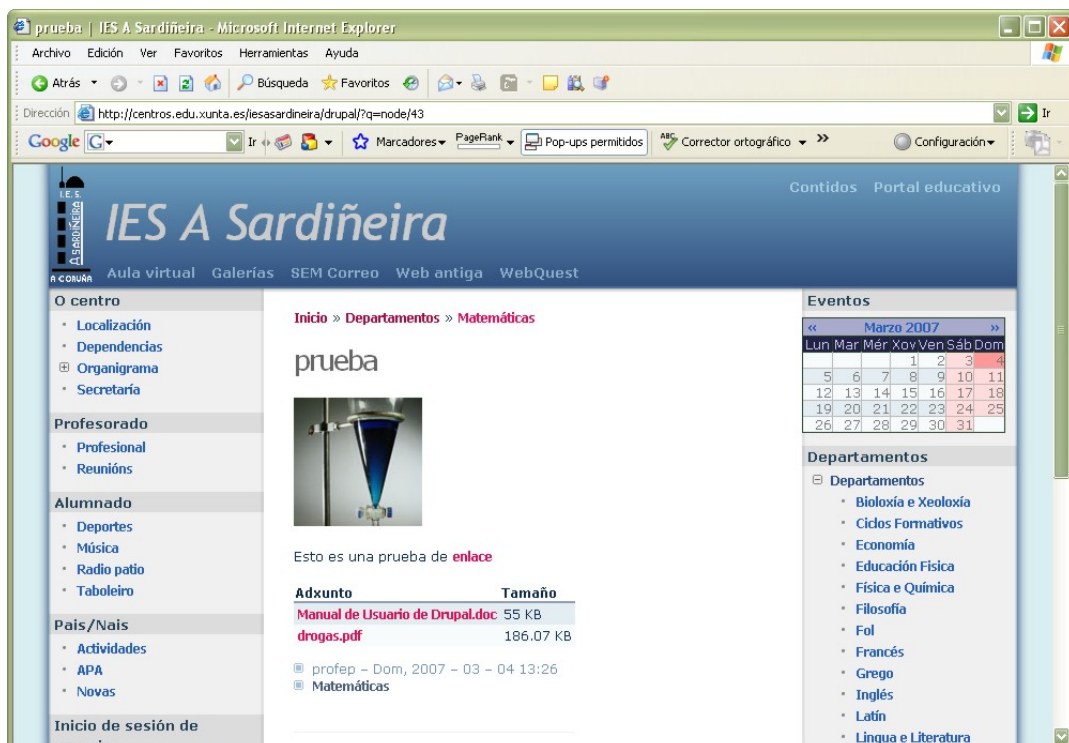 prueba | IES A Sardiñeira - Microsoft Internet Explorer
Archivo Edición Ver Favoritos Herramientas Ayuda
Atrás Búsqueda Favoritos
Dirección http://centros.edu.xunta.es/iesasardineira/drupal/?q=node/43 Ir
Google G Ir Marcadores PageRank Pop-ups permitidos ABC Corrector ortográfico » Configuración
Contidos Portal educativo
I.E.S.
A SARDIÑEIRA
A CORUÑA
IES A Sardiñeira
Aula virtual Galerías SEM Correo Web antiga WebQuest
O centro
Localización
Dependencias
Organigrama
Secretaría
Profesorado
Profesional
Reunións
Alumnado
Deportes
Música
Radio patio
Taboleiro
Pais/Nais
Actividades
APA
Novas
Inicio de sesión de
Inicio » Departamentos » Matemáticas
prueba
Esto es una prueba de enlace
Adxunto Tamaño
Manual de Usuario de Drupal.doc 55 KB
drogas.pdf 186.07 KB
profep – Dom, 2007 – 03 – 04 13:26
Matemáticas
Eventos
« Marzo 2007 »
Lun Mar Mér Xov Ven Sáb Dom
1 2 3 4
5 6 7 8 9 10 11
12 13 14 15 16 17 18
19 20 21 22 23 24 25
26 27 28 29 30 31
Departamentos
Departamentos
Bioloxía e Xeoloxía
Ciclos Formativos
Economía
Educación Fisica
Física e Química
Filosofía
Fol
Francés
Grego
Inglés
Latín
Lingua e Literatura